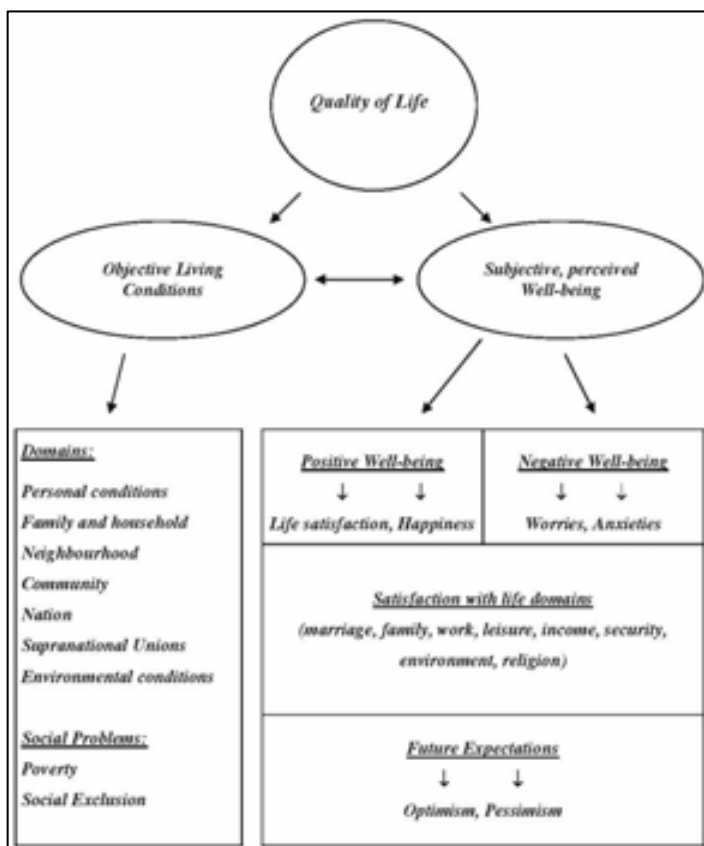 Quality of Life
Objective Living
Conditions
Subjective, perceived
Well-being
Domains:
Personal conditions
Family and household
Neighbourhood
Community
Nation
Supranational Unions
Environmental conditions
Social Problems:
Poverty
Social Exclusion
Positive Well-being
Life satisfaction, Happiness
Negative Well-being
Worries, Anxieties
Satisfaction with life domains
(marriage, family, work, leisure, income, security,
environment, religion)
Future Expectations
Optimism, Pessimism